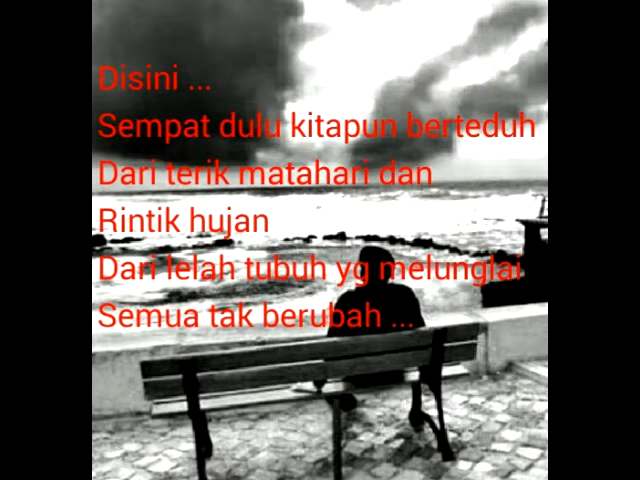 Disini ...
Sempat dulu kitapun berteduh
Dari terik matahari dan
Rintik hujan
Dari lelah tubuh yg melunglai
Semua tak berubah ...